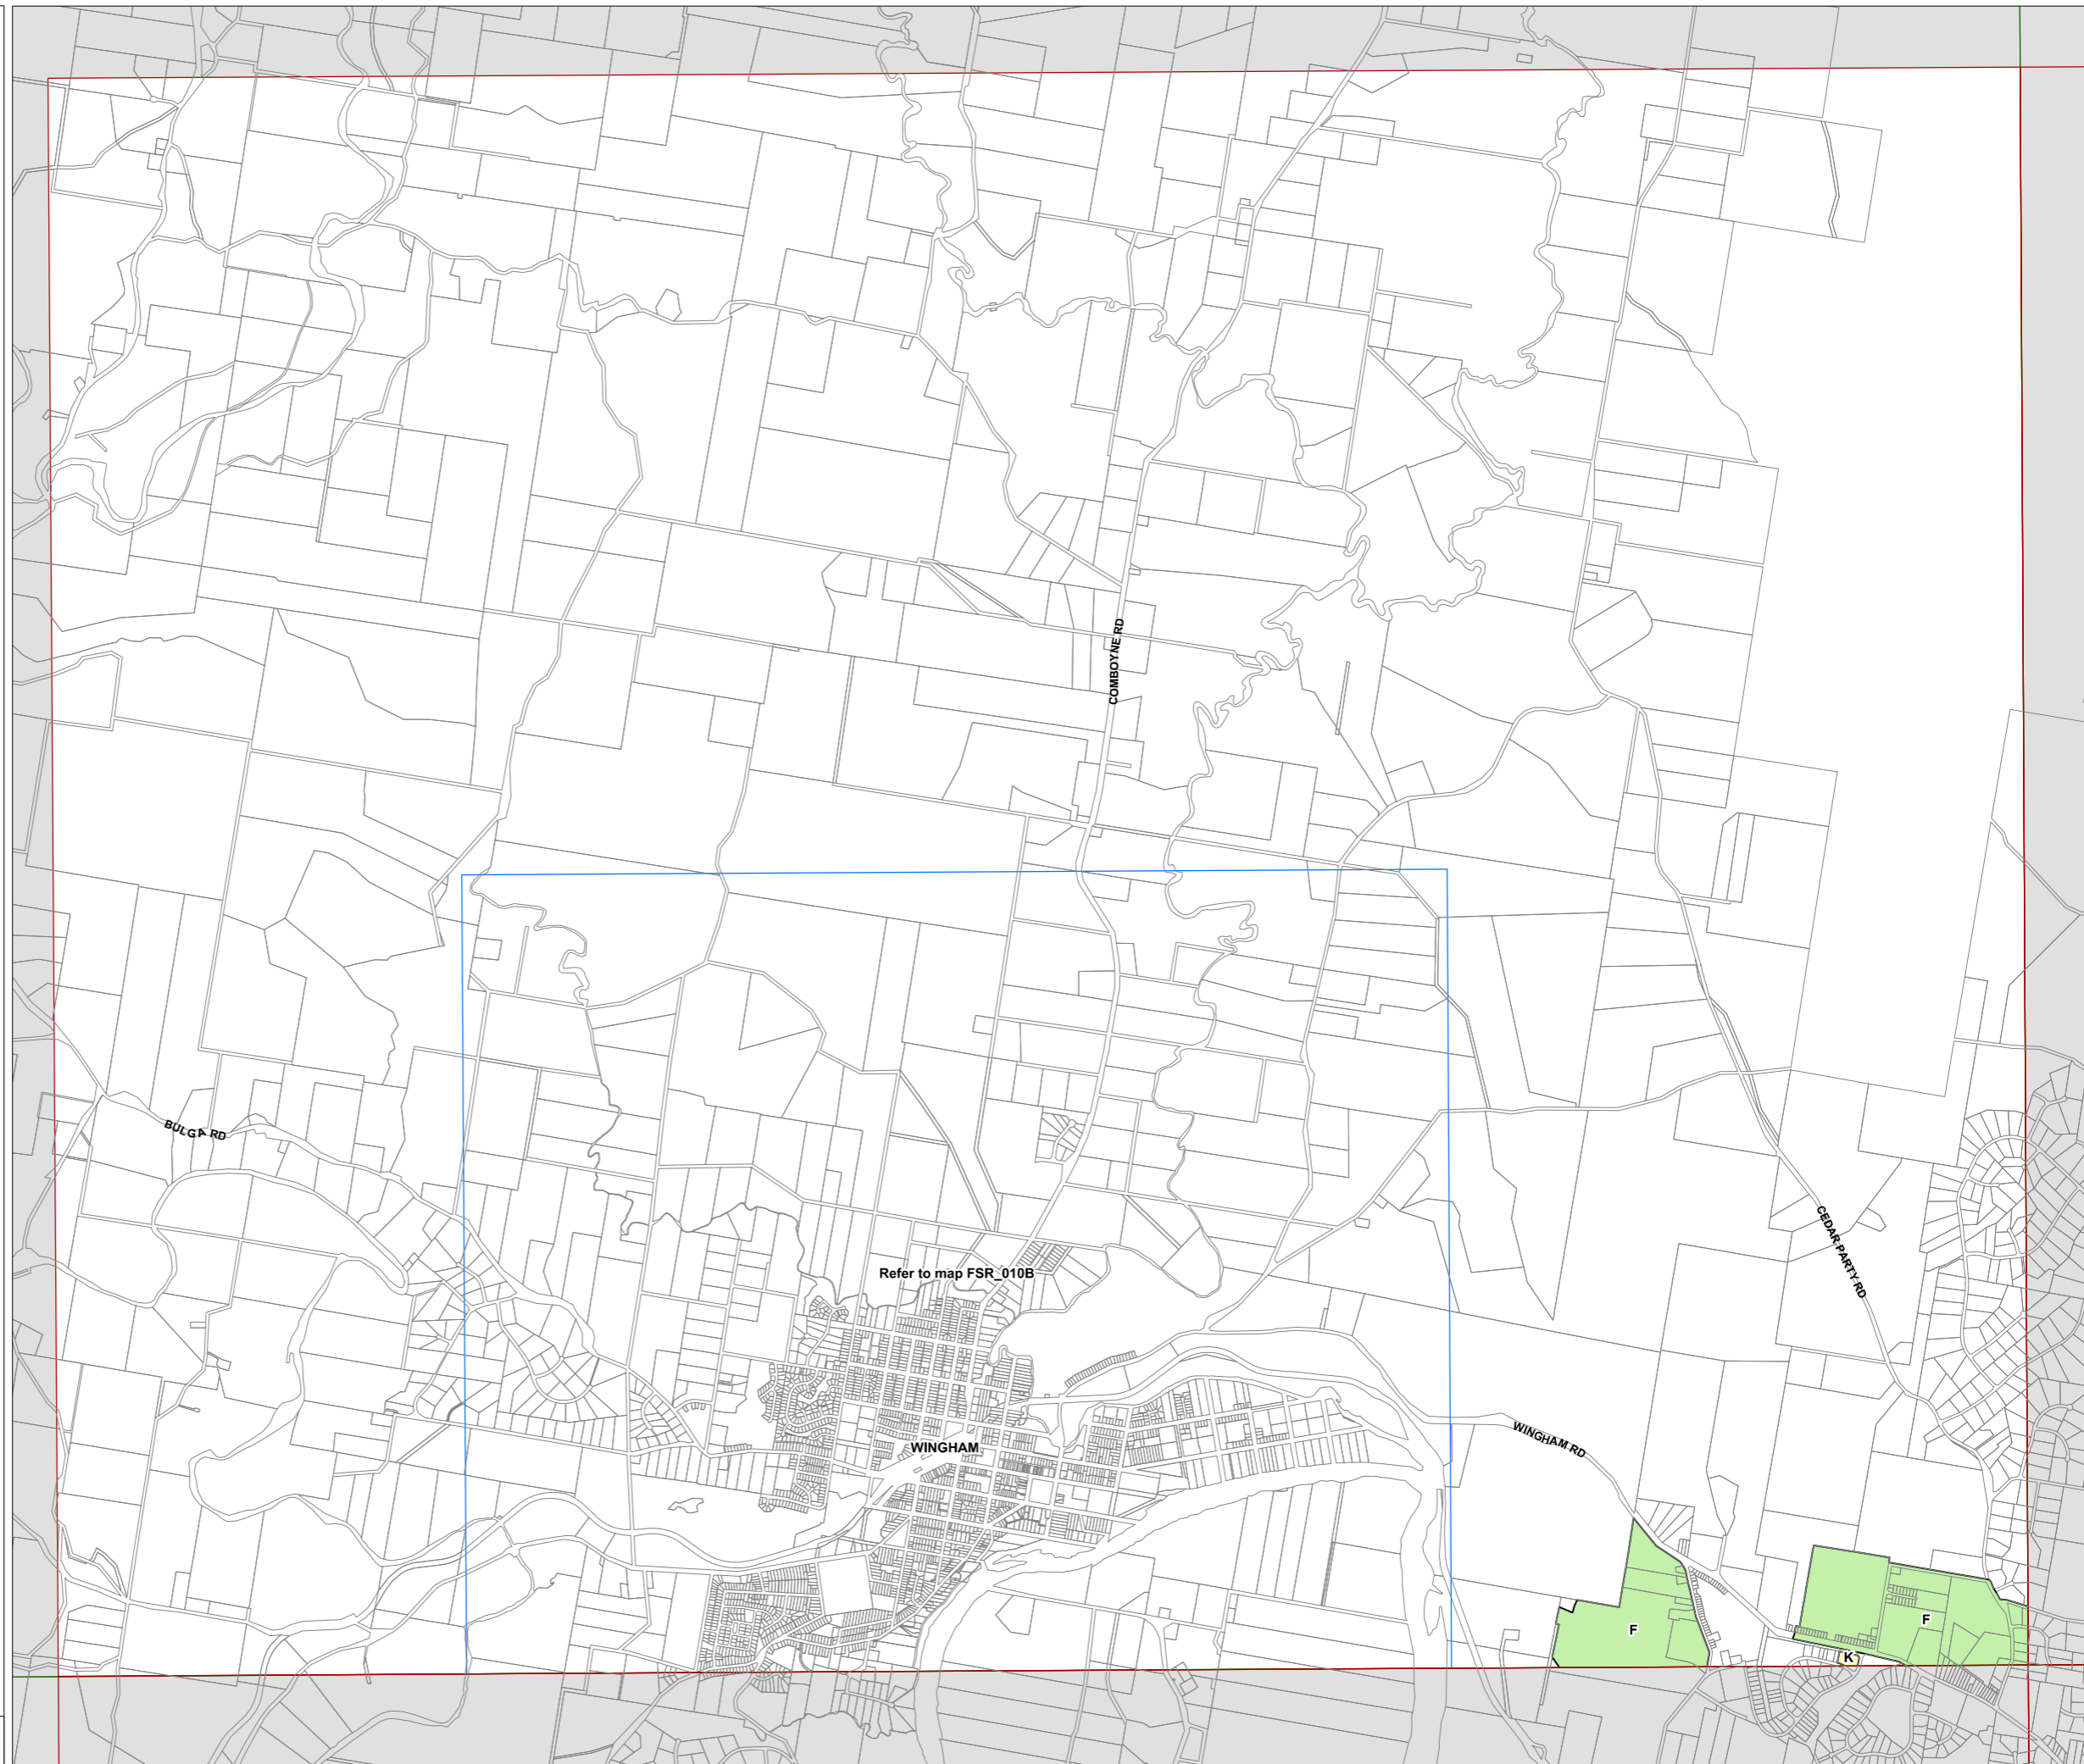 COMBOYNE RD
BULGA RD
CEDAR PARTY RD
Refer to map FSR_010B
WINGHAM
WINGHAM RD
F
F
K